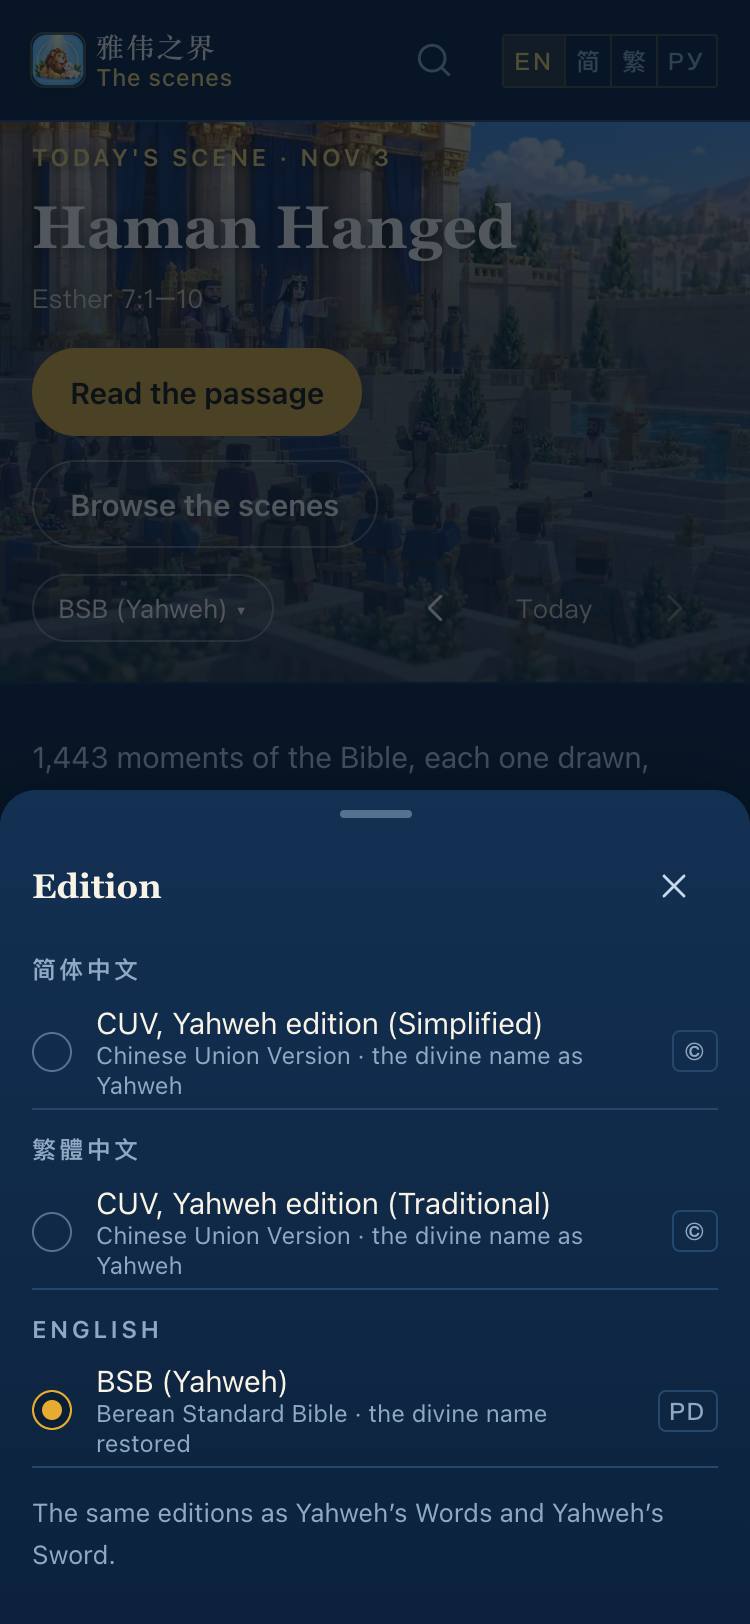 雅伟之界
The scenes
EN 简 繁 РУ
TODAY'S SCENE · NOV 3
Haman Hanged
Esther 7:1–10
Read the passage
Browse the scenes
BSB (Yahweh) ▾
Today
1,443 moments of the Bible, each one drawn,
Edition
简体中文
CUV, Yahweh edition (Simplified)
Chinese Union Version · the divine name as
Yahweh
©
繁體中文
CUV, Yahweh edition (Traditional)
Chinese Union Version · the divine name as
Yahweh
©
ENGLISH
BSB (Yahweh)
Berean Standard Bible · the divine name
restored
PD
The same editions as Yahweh’s Words and Yahweh’s
Sword.